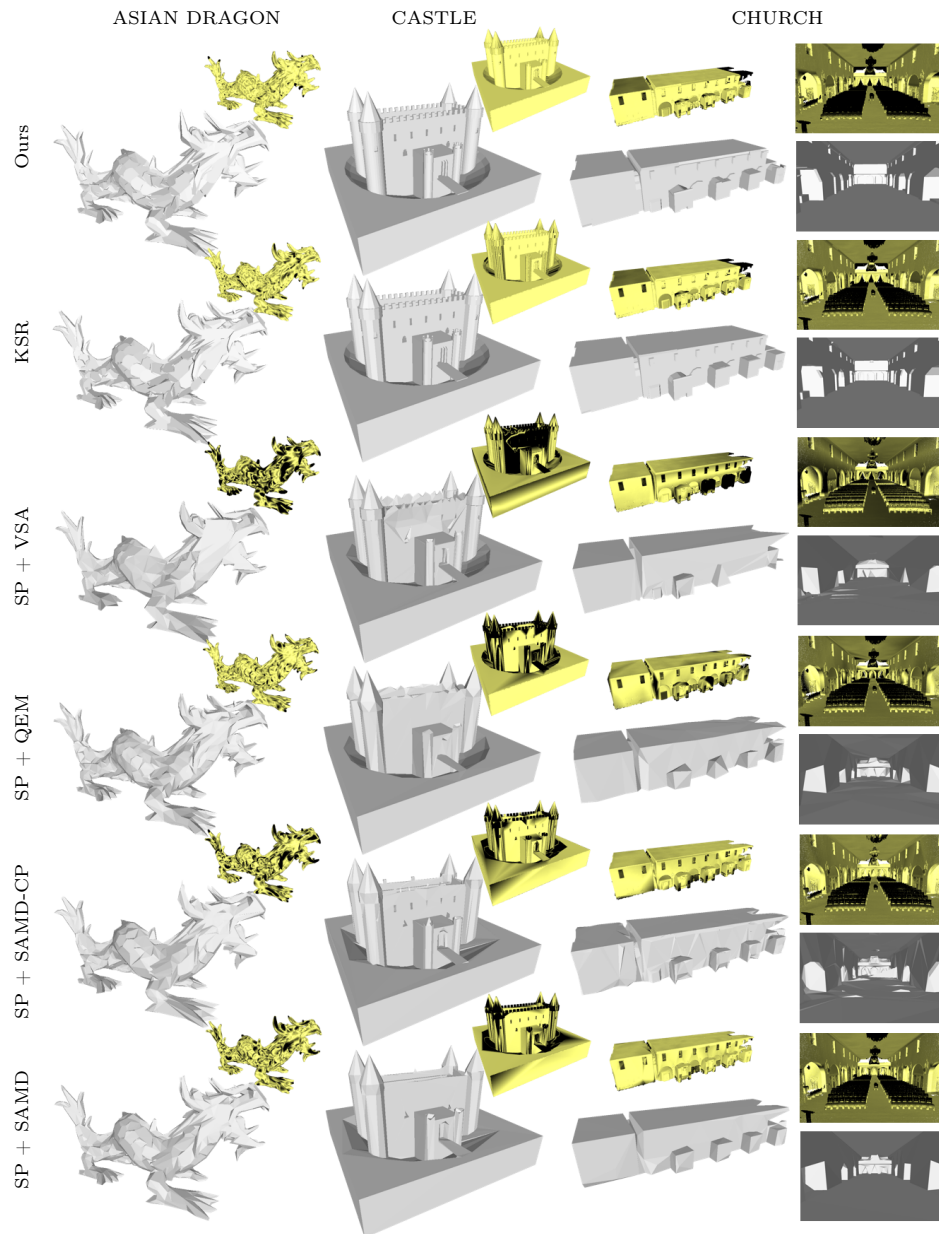 ASIAN DRAGON
CASTLE
CHURCH
Ours
KSR
SP + VSA
SP + QEM
SP + SAMD-CP
SP + SAMD